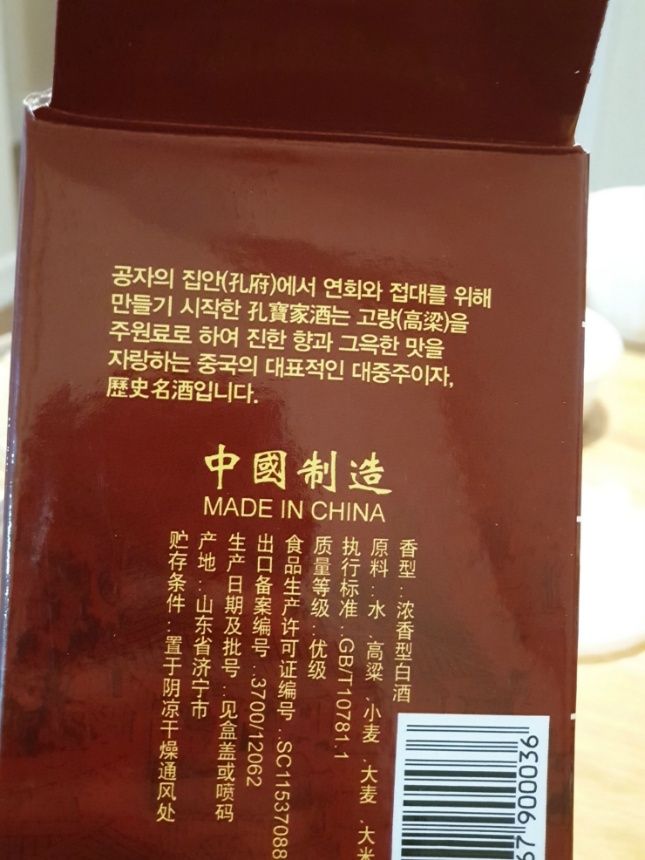 공자의 집안(孔府)에서 연회와 접대를 위해
만들기 시작한 孔寶家酒는 고량(高梁)을
주원료로 하여 진한 향과 그윽한 맛을
자랑하는 중국의 대표적인 대중주이자,
歷史名酒입니다.
中國制造
MADE IN CHINA
香型:浓香型白酒
原料:水、高粱、小麦、大麦、大米
执行标准:GB/T10781.1
质量等级:优级
食品生产许可证编号:SC11537088
出口备案编号:3700/12062
生产日期及批号:见盒盖或喷码
产地:山东省济宁市
贮存条件:置于阴凉干燥通风处
67900036